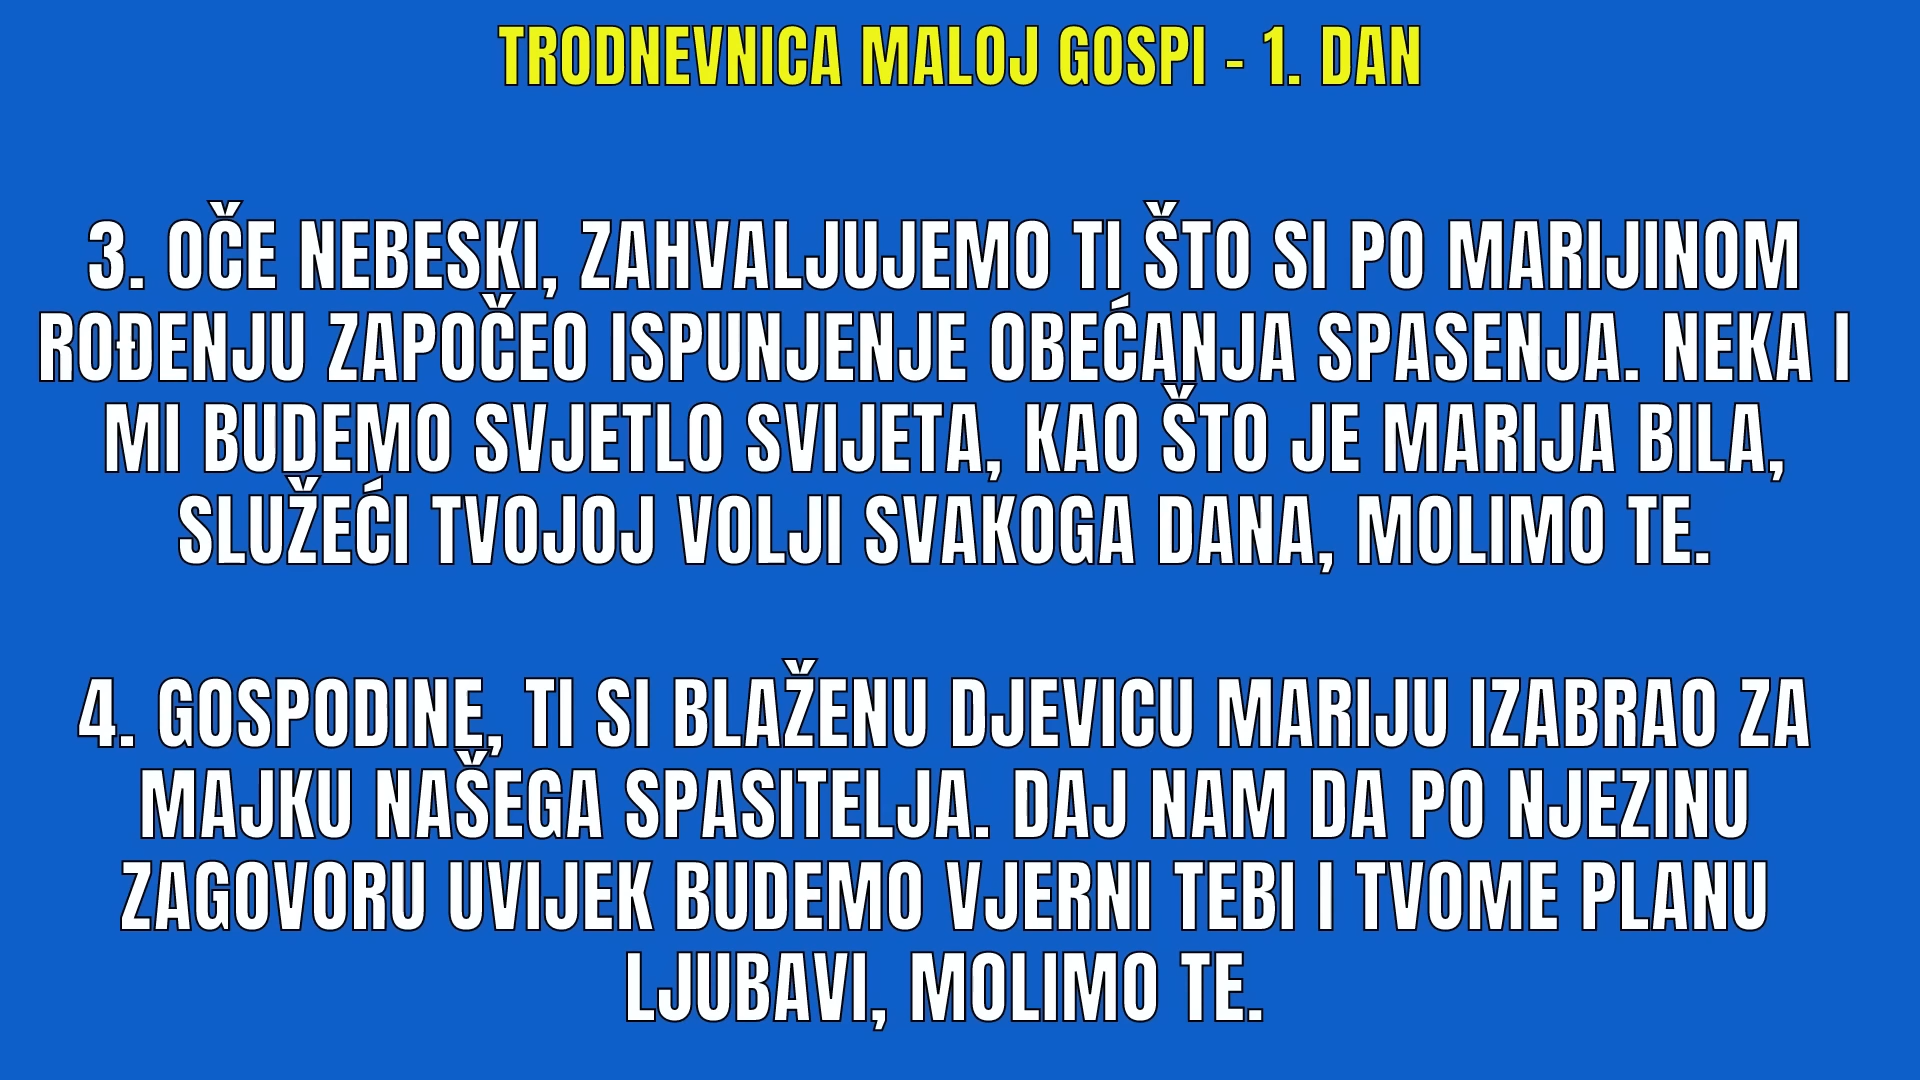 TRODNEVNICA MALOJ GOSPI - 1. DAN
3. OČE NEBESKI, ZAHVALJUJEMO TI ŠTO SI PO MARIJINOM
ROĐENJU ZAPOČEO ISPUNJENJE OBEĆANJA SPASENJA. NEKA I
MI BUDEMO SVJETLO SVIJETA, KAO ŠTO JE MARIJA BILA,
SLUŽEĆI TVOJOJ VOLJI SVAKOGA DANA, MOLIMO TE.
4. GOSPODINE, TI SI BLAŽENU DJEVICU MARIJU IZABRAO ZA
MAJKU NAŠEGA SPASITELJA. DAJ NAM DA PO NJEZINU
ZAGOVORU UVIJEK BUDEMO VJERNI TEBI I TVOME PLANU
LJUBAVI, MOLIMO TE.